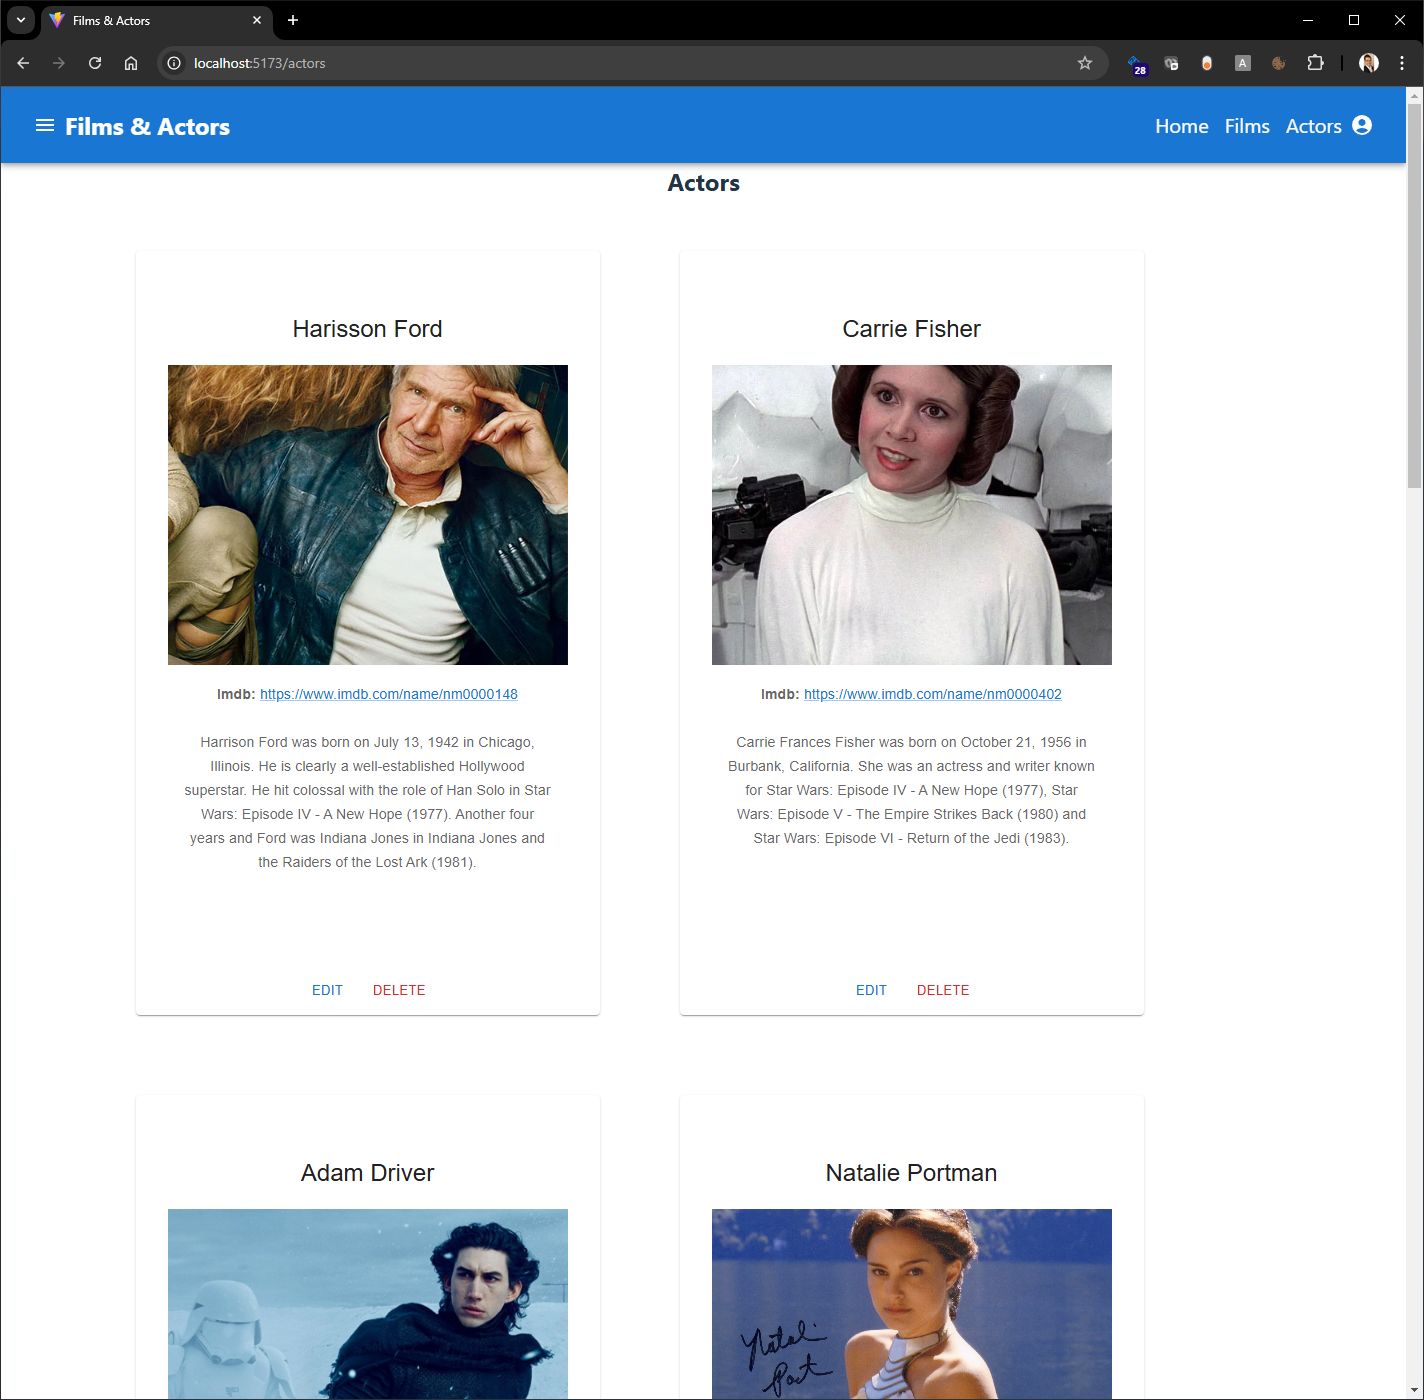 Films & Actors
localhost:5173/actors
28
A
Films & Actors
Home Films Actors
Actors
Harisson Ford
Imdb: https://www.imdb.com/name/nm0000148
Harrison Ford was born on July 13, 1942 in Chicago,
Illinois. He is clearly a well-established Hollywood
superstar. He hit colossal with the role of Han Solo in Star
Wars: Episode IV - A New Hope (1977). Another four
years and Ford was Indiana Jones in Indiana Jones and
the Raiders of the Lost Ark (1981).
EDIT DELETE
Carrie Fisher
Imdb: https://www.imdb.com/name/nm0000402
Carrie Frances Fisher was born on October 21, 1956 in
Burbank, California. She was an actress and writer known
for Star Wars: Episode IV - A New Hope (1977), Star
Wars: Episode V - The Empire Strikes Back (1980) and
Star Wars: Episode VI - Return of the Jedi (1983).
EDIT DELETE
Adam Driver
Natalie Portman
Natali
Port